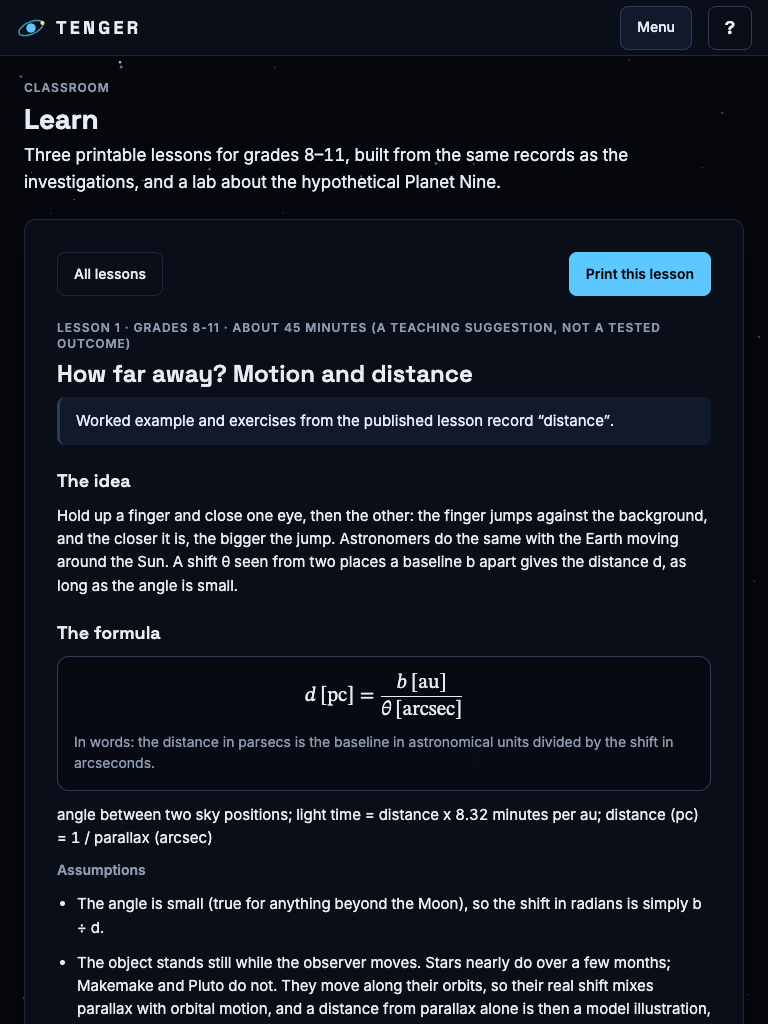 TENGER
Menu
?
CLASSROOM
Learn
Three printable lessons for grades 8–11, built from the same records as the
investigations, and a lab about the hypothetical Planet Nine.
All lessons
Print this lesson
LESSON 1 · GRADES 8-11 · ABOUT 45 MINUTES (A TEACHING SUGGESTION, NOT A TESTED
OUTCOME)
How far away? Motion and distance
Worked example and exercises from the published lesson record “distance”.
The idea
Hold up a finger and close one eye, then the other: the finger jumps against the background,
and the closer it is, the bigger the jump. Astronomers do the same with the Earth moving
around the Sun. A shift θ seen from two places a baseline b apart gives the distance d, as
long as the angle is small.
The formula
d [pc] = b [au] / θ [arcsec]
In words: the distance in parsecs is the baseline in astronomical units divided by the shift in
arcseconds.
angle between two sky positions; light time = distance x 8.32 minutes per au; distance (pc)
= 1 / parallax (arcsec)
Assumptions
• The angle is small (true for anything beyond the Moon), so the shift in radians is simply b
÷ d.
• The object stands still while the observer moves. Stars nearly do over a few months;
Makemake and Pluto do not. They move along their orbits, so their real shift mixes
parallax with orbital motion, and a distance from parallax alone is then a model illustration,